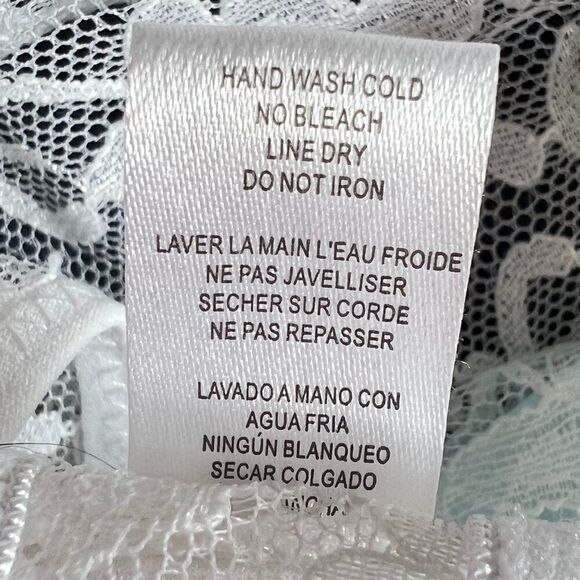 HAND WASH COLD
NO BLEACH
LINE DRY
DO NOT IRON
LAVER LA MAIN L'EAU FROIDE
NE PAS JAVELLISER
SECHER SUR CORDE
NE PAS REPASSER
LAVADO A MANO CON
AGUA FRIA
NINGÚN BLANQUEO
SECAR COLGADO